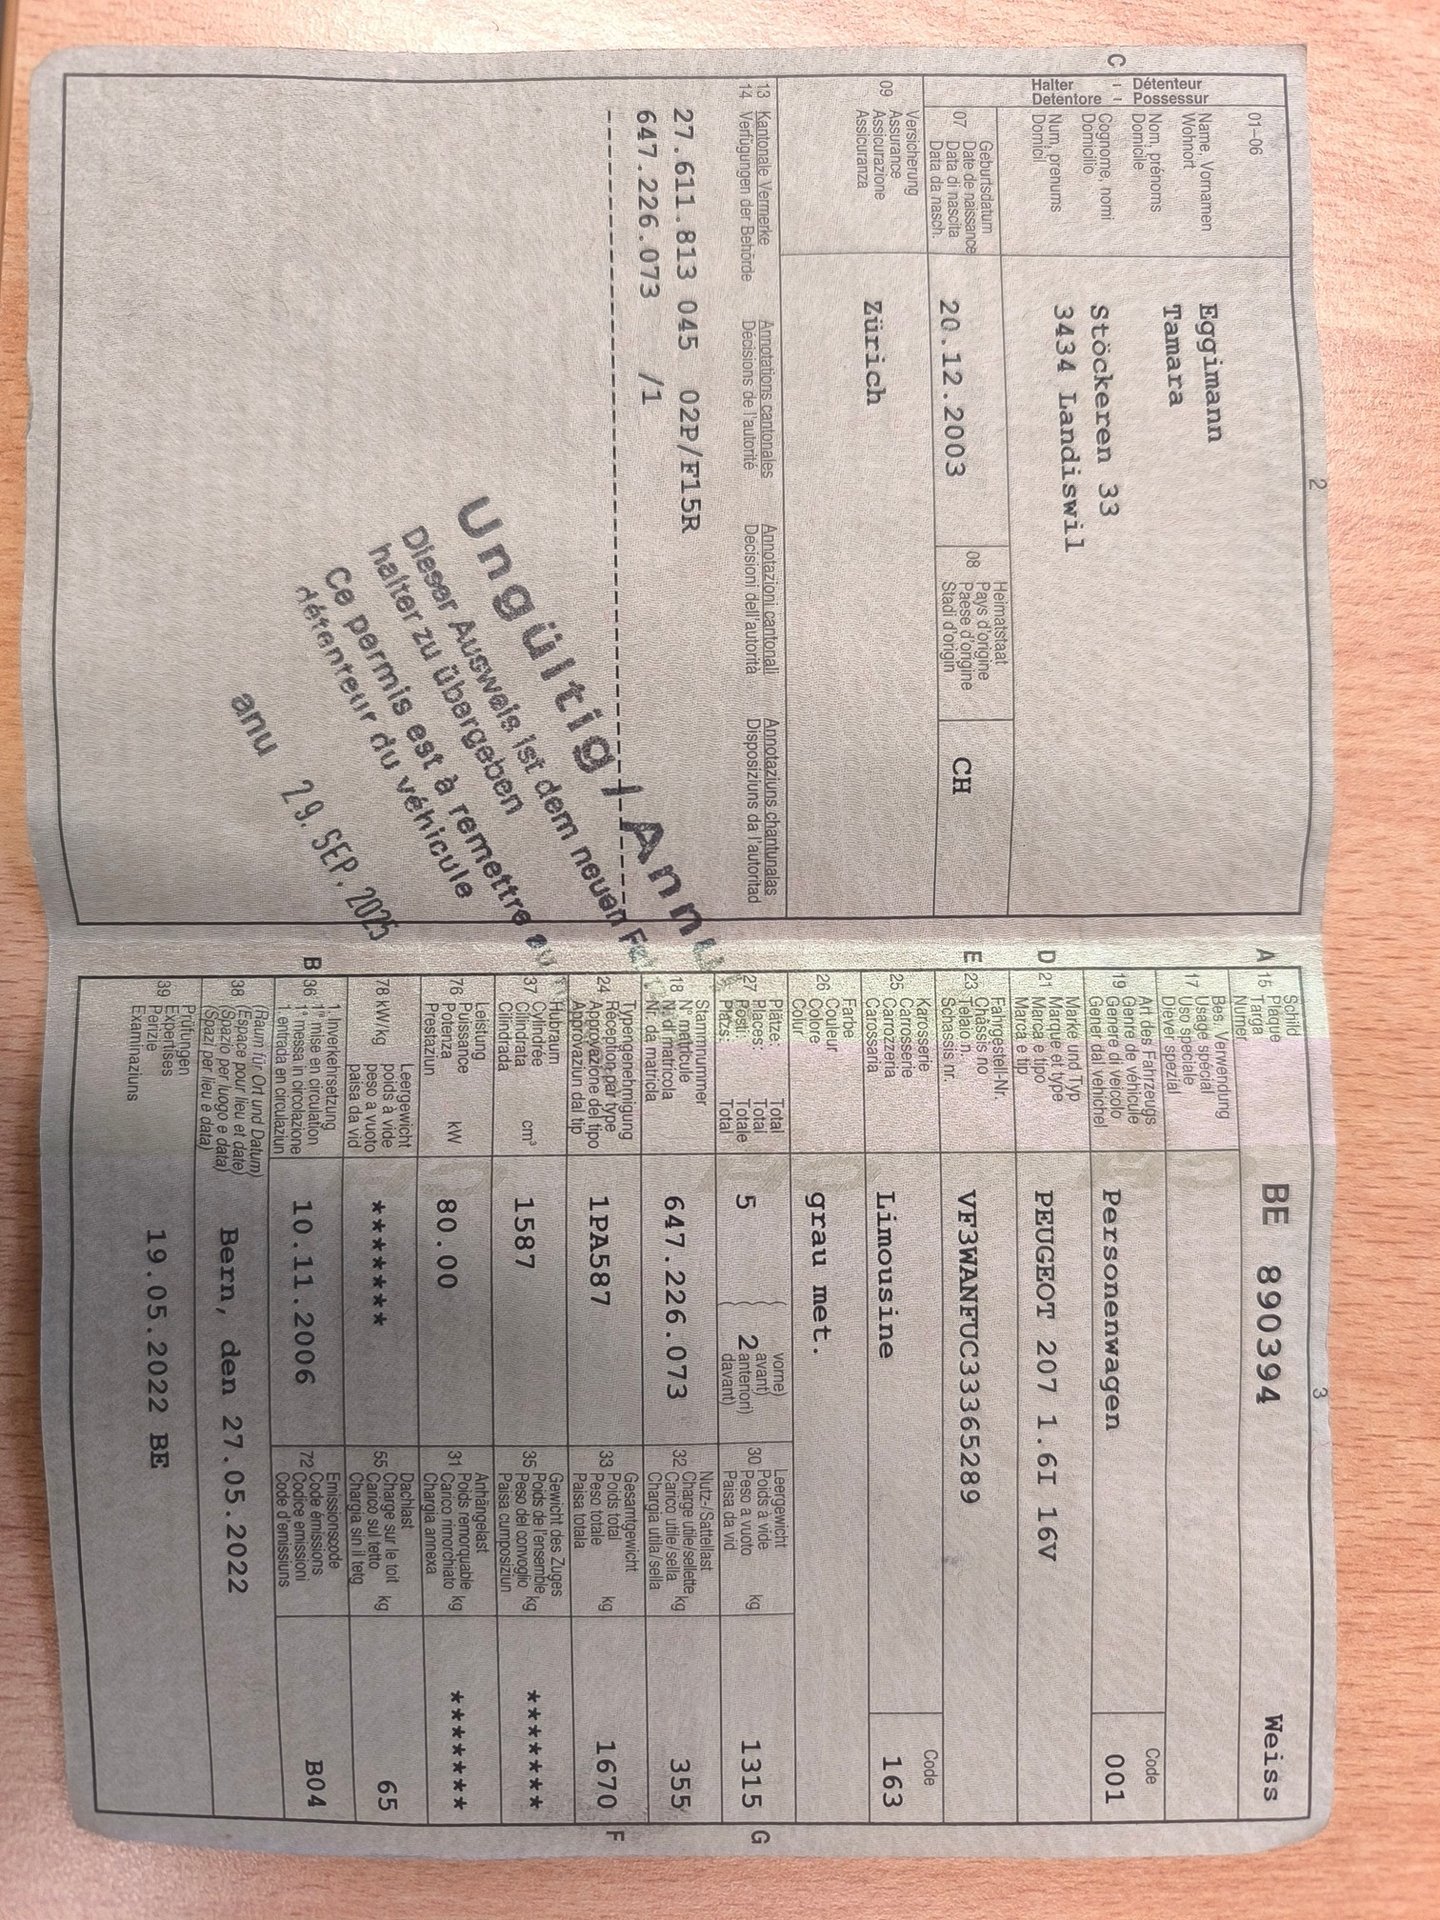 2
C
Halter
Détenteur
Detentore
Possessur
01–06
Name, Vornamen
Wohnort
Nom, prénoms
Domicile
Cognome, nomi
Domicilio
Num, prenums
Domicil
Eggimann
Tamara
Stöckeren 33
3434 Landiswil
07
Geburtsdatum
Date de naissance
Data di nascita
Data da nasch.
20.12.2003
08
Heimatstaat
Pays d'origine
Paese d'origine
Stadi d'origin
CH
09
Versicherung
Assurance
Assicurazione
Assicuranza
Zürich
13 Kantonale Vermerke Annotations cantonales Annotazioni cantonali Annotaziuns chantunalas
14 Verfügungen der Behörde Décisions de l'autorité Decisioni dell'autorità Disposiziuns da l'autoritad
27.611.813 045 02P/F15R
647.226.073 /1
----------------------------------------
Ungültig / Annu
Dieser Ausweis ist dem neuen Fa
halter zu übergeben
Ce permis est à remettre au
détenteur du véhicule
anu 29. SEP. 2025
3
A 15
Schild
Plaque
Targa
Numer
BE 890394 Weiss
17
Bes. Verwendung
Usage spécial
Uso speciale
Diever spezial
19
Art des Fahrzeugs
Genre de véhicule
Genere di veicolo
Gener dal vehichel
Personenwagen
Code
001
D 21
Marke und Typ
Marque et type
Marca e tipo
Marca e tip
PEUGEOT 207 1.6I 16V
E 23
Fahrgestell-Nr.
Châssis no
Telaio n.
Schassis nr.
VF3WANFUC33365289
25
Karosserie
Carrosserie
Carrozzeria
Carossaria
Limousine
Code
163
26
Farbe
Couleur
Colore
Colur
grau met.
27
Plätze: Total
Places: Total
Posti: Totale
Plazs: Total
5
(vorne)
(avant)
2 (anteriori)
(davant)
30
Leergewicht
Poids à vide
Peso a vuoto
Paisa da vid
kg
1315
G
18
Stammnummer
N° matricule
N° di matricola
Nr. da matricla
647.226.073
32
Nutz-/Sattellast
Charge utile/sellette
Carico utile/sella
Chargia utila/sella
kg
355
24
Typengenehmigung
Réception par type
Approvazione del tipo
Approvaziun dal tip
1PA587
33
Gesamtgewicht
Poids total
Peso totale
Paisa totala
kg
1670
F
37
Hubraum
Cylindrée
Cilindrata
Cilindrada
cm³
1587
35
Gewicht des Zuges
Poids de l'ensemble
Peso del convoglio
Paisa cumposiziun
kg
*******
76
Leistung
Puissance
Potenza
Prestaziun
kW
80.00
31
Anhängelast
Poids remorquable
Carico rimorchiato
Chargia annexa
kg
*******
78 kW/kg
Leergewicht
poids à vide
peso a vuoto
paisa da vid
*******
55
Dachlast
Charge sur le toit
Carico sul tetto
Chargia sin il tetg
kg
65
B 36
1. Inverkehrsetzung
1re mise en circulation
1a messa in circolazione
1. entrada en circulaziun
10.11.2006
72
Emissionscode
Code émissions
Codice emissioni
Code d'emissiuns
B04
38
(Raum für Ort und Datum)
(Espace pour lieu et date)
(Spazio per luogo e data)
(Spazi per lieu e data)
Bern, den 27.05.2022
39
Prüfungen
Expertises
Perizie
Examinaziuns
19.05.2022 BE